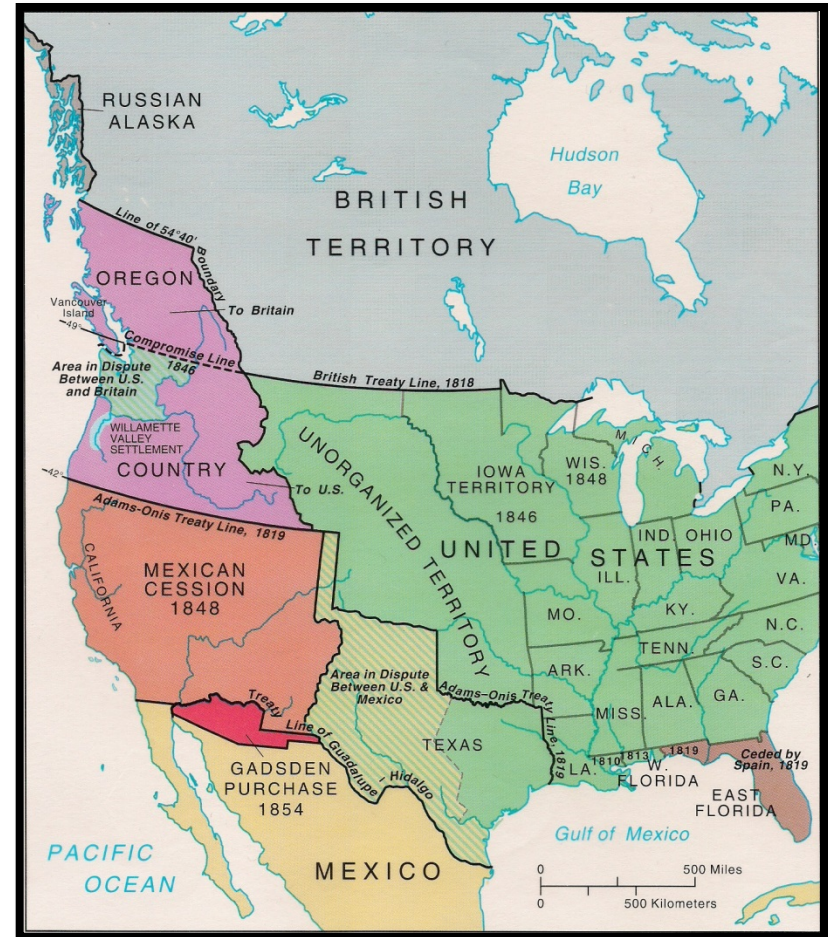 RUSSIAN
ALASKA
Hudson
Bay
BRITISH
TERRITORY
Line of 54°40'
Boundary
OREGON
To Britain
Vancouver
Island
49°
Compromise Line
1846
Area in Dispute
Between U.S.
and Britain
British Treaty Line, 1818
WILLAMETTE
VALLEY
SETTLEMENT
COUNTRY
To U.S.
42°
Adams-Onis Treaty Line, 1819
UNORGANIZED TERRITORY
IOWA
TERRITORY
1846
WIS.
1848
MICH.
N.Y.
PA.
MD.
IND.
OHIO
UNITED STATES
ILL.
VA.
CALIFORNIA
MEXICAN
CESSION
1848
MO.
KY.
N.C.
TENN.
S.C.
ARK.
Area in Dispute
Between U.S. &
Mexico
Adams-Onis Treaty Line, 1819
MISS.
ALA.
GA.
Treaty Line of Guadalupe - Hidalgo
TEXAS
LA.
1810
1813
1819
W.
FLORIDA
Ceded by
Spain, 1819
EAST
FLORIDA
GADSDEN
PURCHASE
1854
Gulf of Mexico
PACIFIC
OCEAN
MEXICO
0 500 Miles
0 500 Kilometers